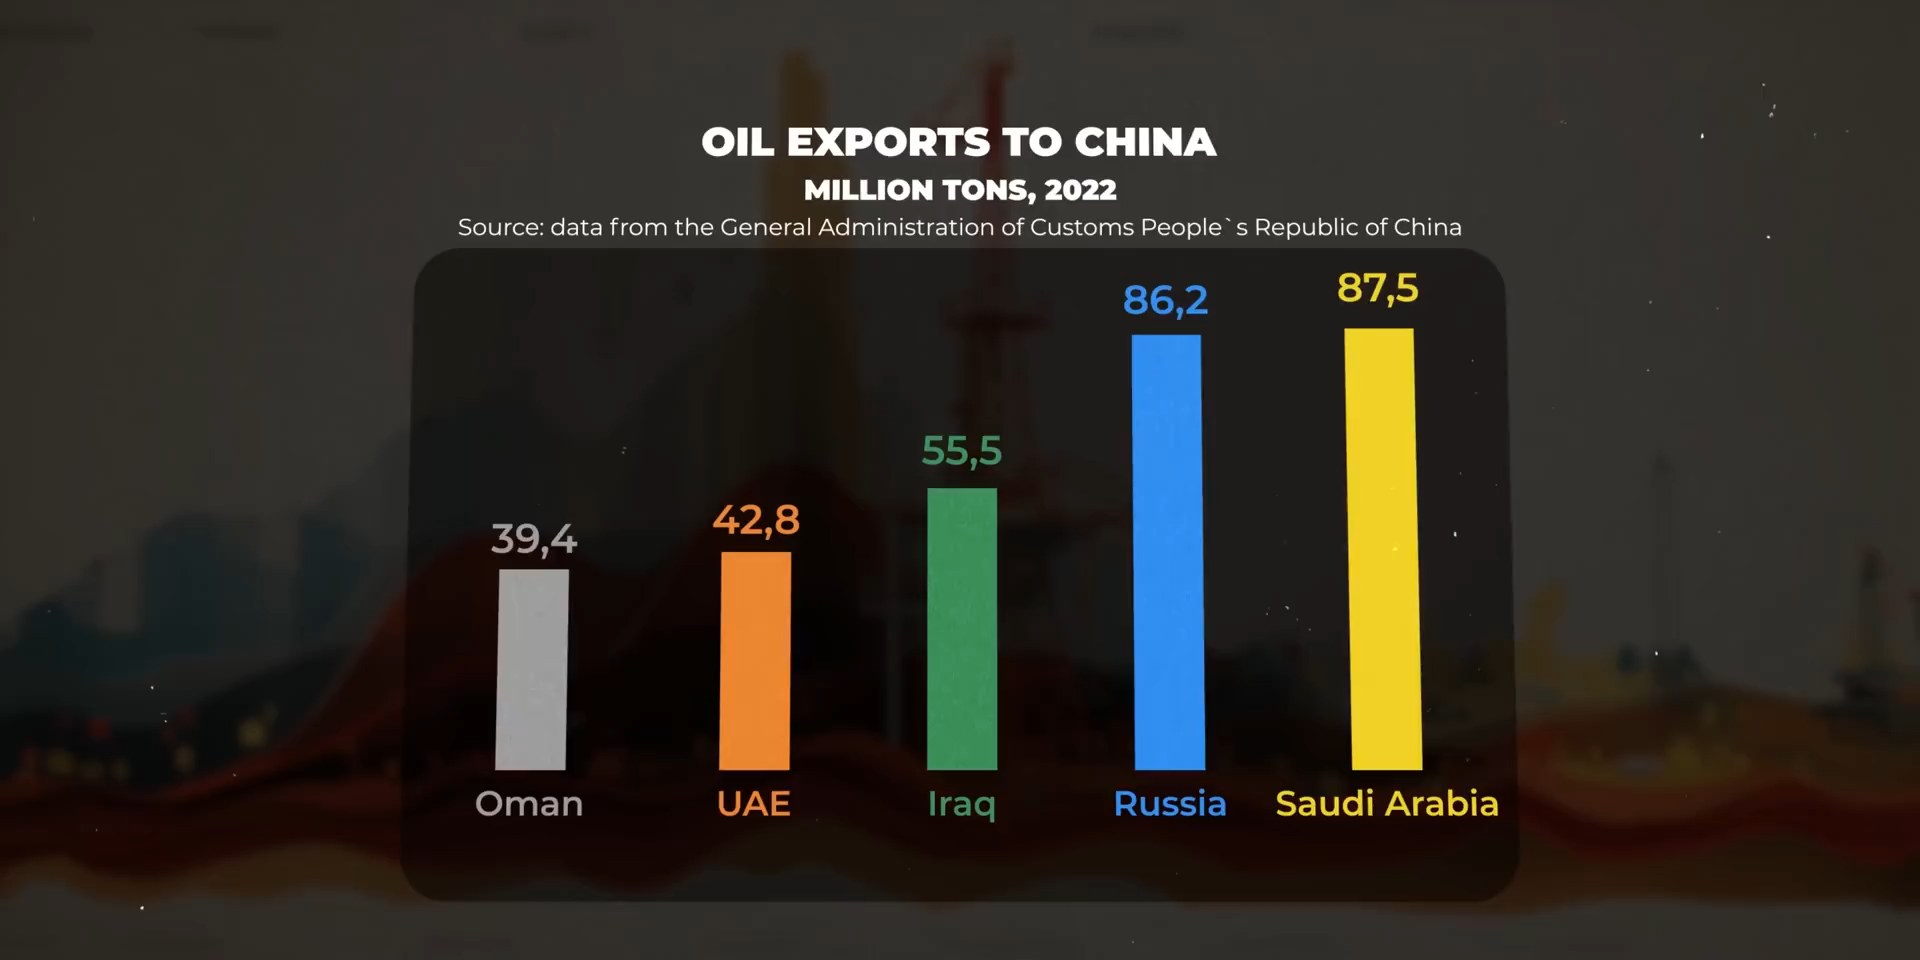 OIL EXPORTS TO CHINA
MILLION TONS, 2022
Source: data from the General Administration of Customs People`s Republic of China
39,4
42,8
55,5
86,2
87,5
Oman
UAE
Iraq
Russia
Saudi Arabia